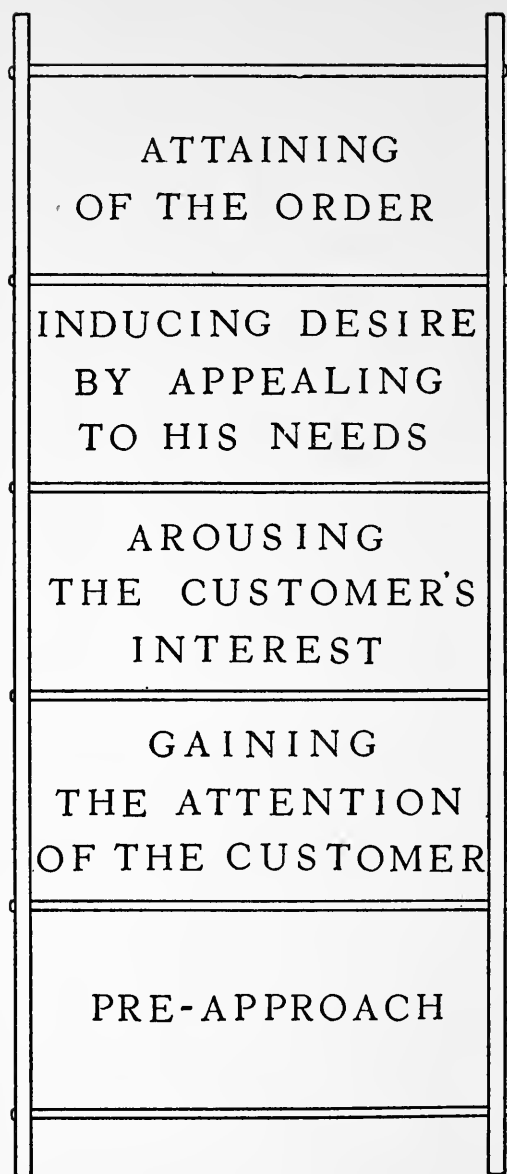 ATTAINING
OF THE ORDER
INDUCING DESIRE
BY APPEALING
TO HIS NEEDS
AROUSING
THE CUSTOMER'S
INTEREST
GAINING
THE ATTENTION
OF THE CUSTOMER
PRE-APPROACH